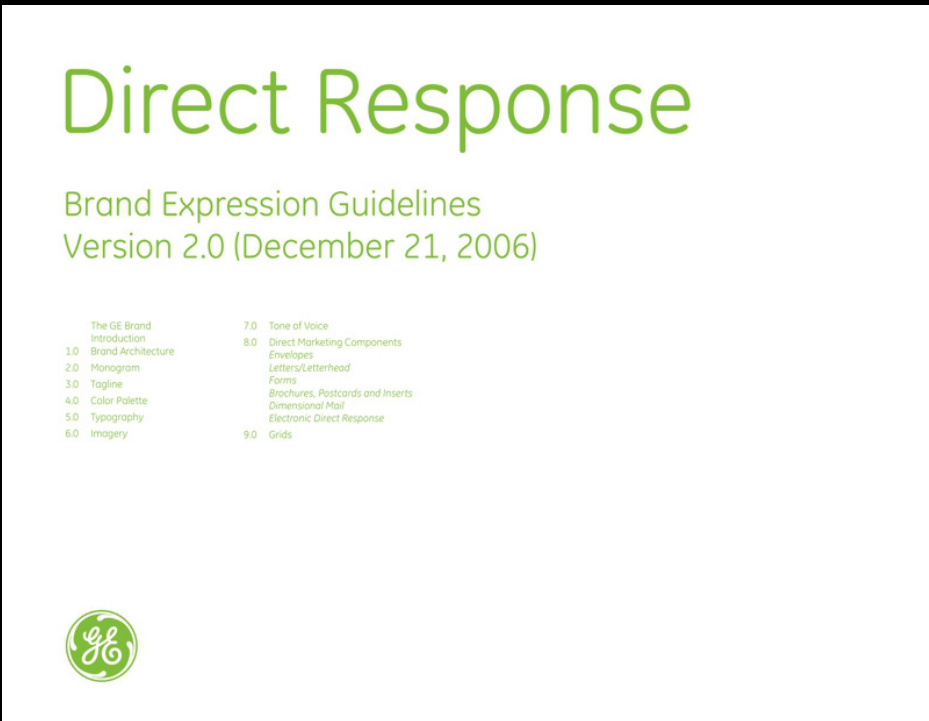 Direct Response
Brand Expression Guidelines
Version 2.0 (December 21, 2006)
The GE Brand
Introduction
1.0 Brand Architecture
2.0 Monogram
3.0 Tagline
4.0 Color Palette
5.0 Typography
6.0 Imagery
7.0 Tone of Voice
8.0 Direct Marketing Components
Envelopes
Letters/Letterhead
Forms
Brochures, Postcards and Inserts
Dimensional Mail
Electronic Direct Response
9.0 Grids
GE